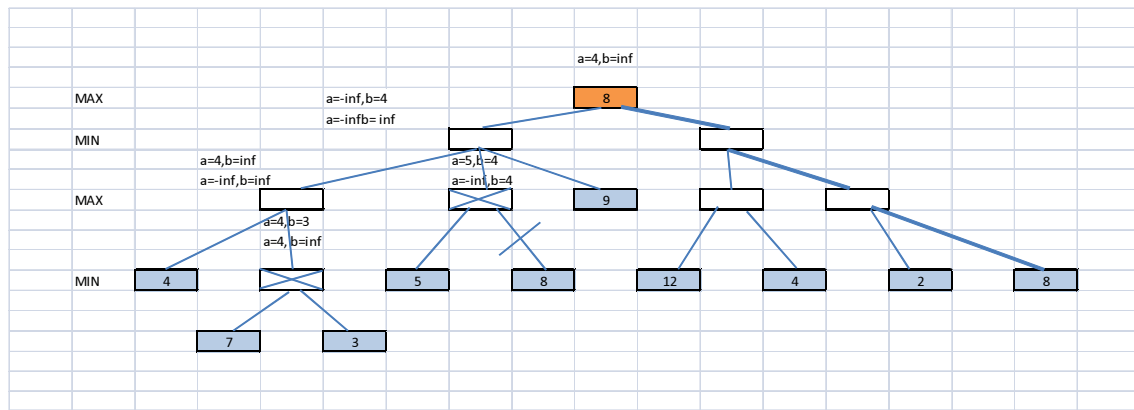 a=4,b=inf
MAX
a=-inf,b=4
8
a=-infb= inf
MIN
a=4,b=inf
a=5,b=4
a=-inf,b=inf
a=-inf,b=4
MAX
9
a=4,b=3
a=4,b=inf
MIN
4
5
8
12
4
2
8
7
3